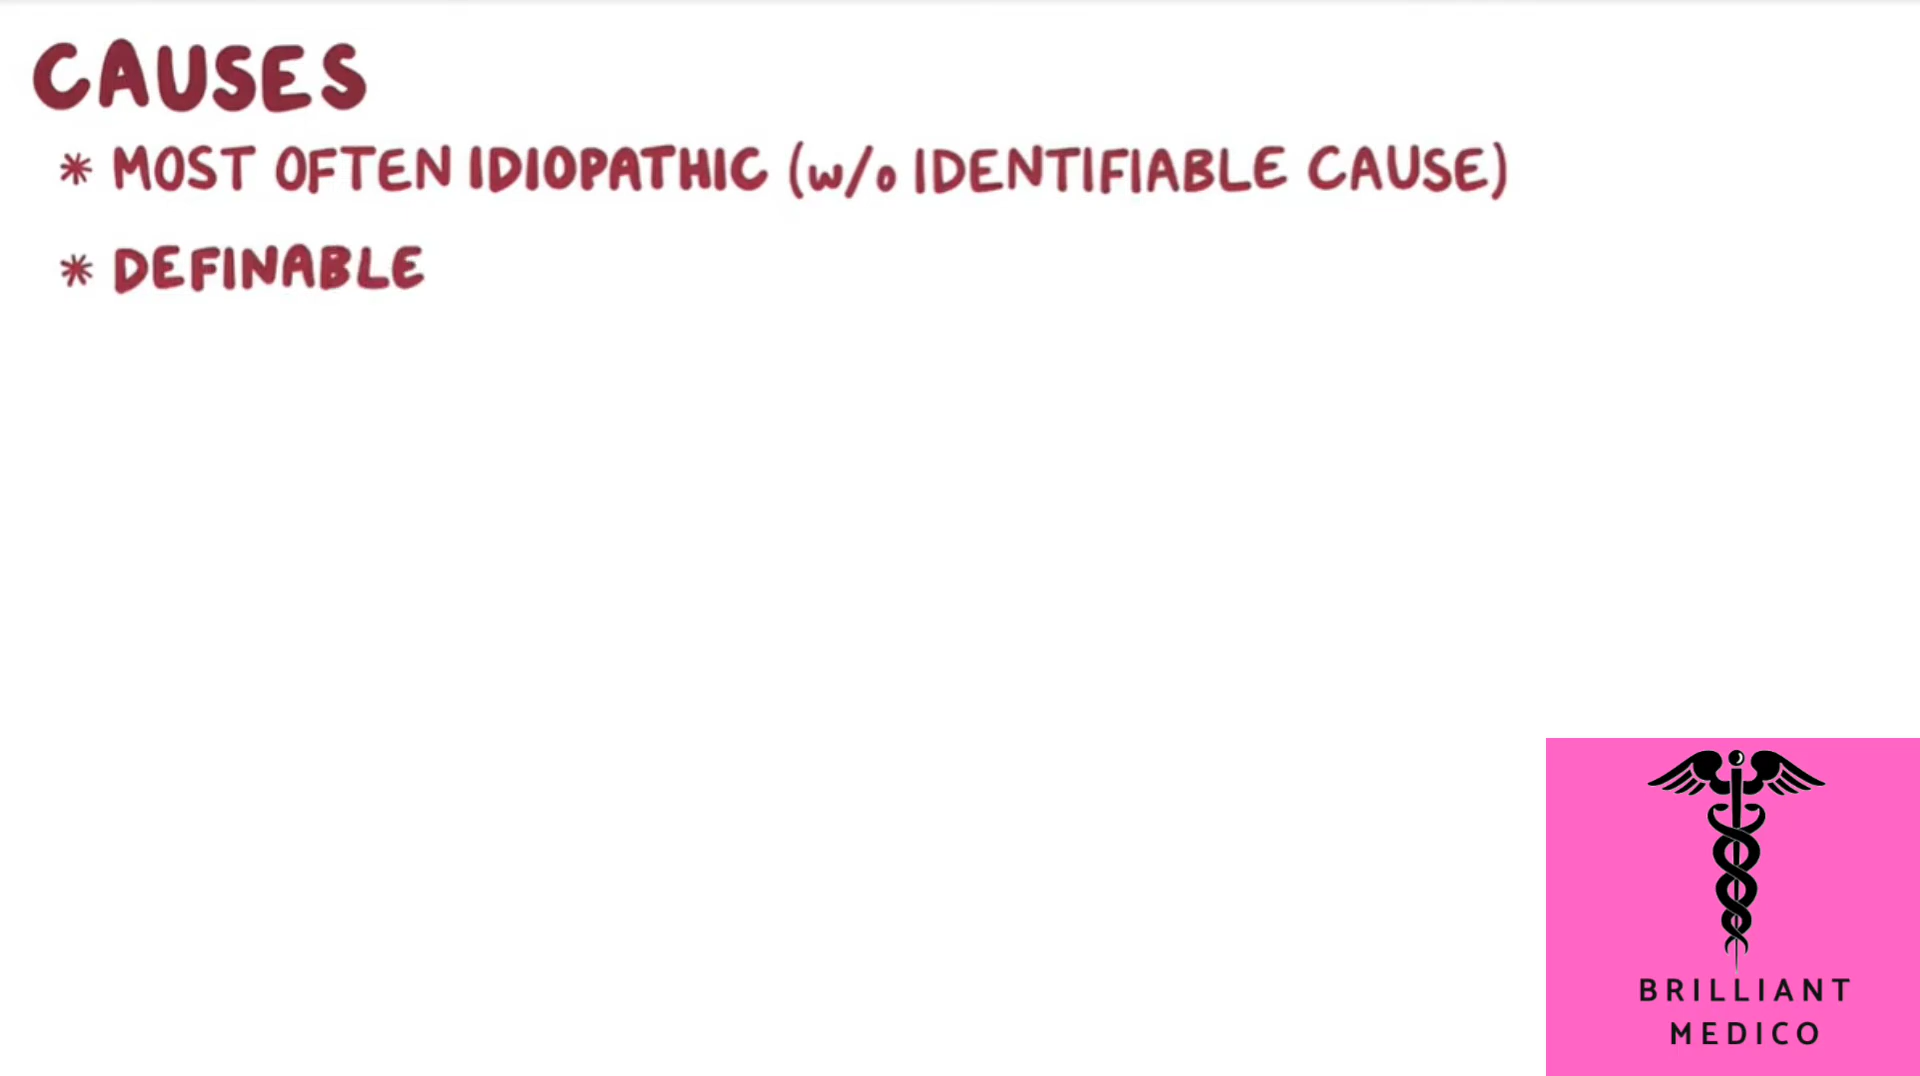 CAUSES
* MOST OFTEN IDIOPATHIC (w/o IDENTIFIABLE CAUSE)
* DEFINABLE
BRILLIANT
MEDICO